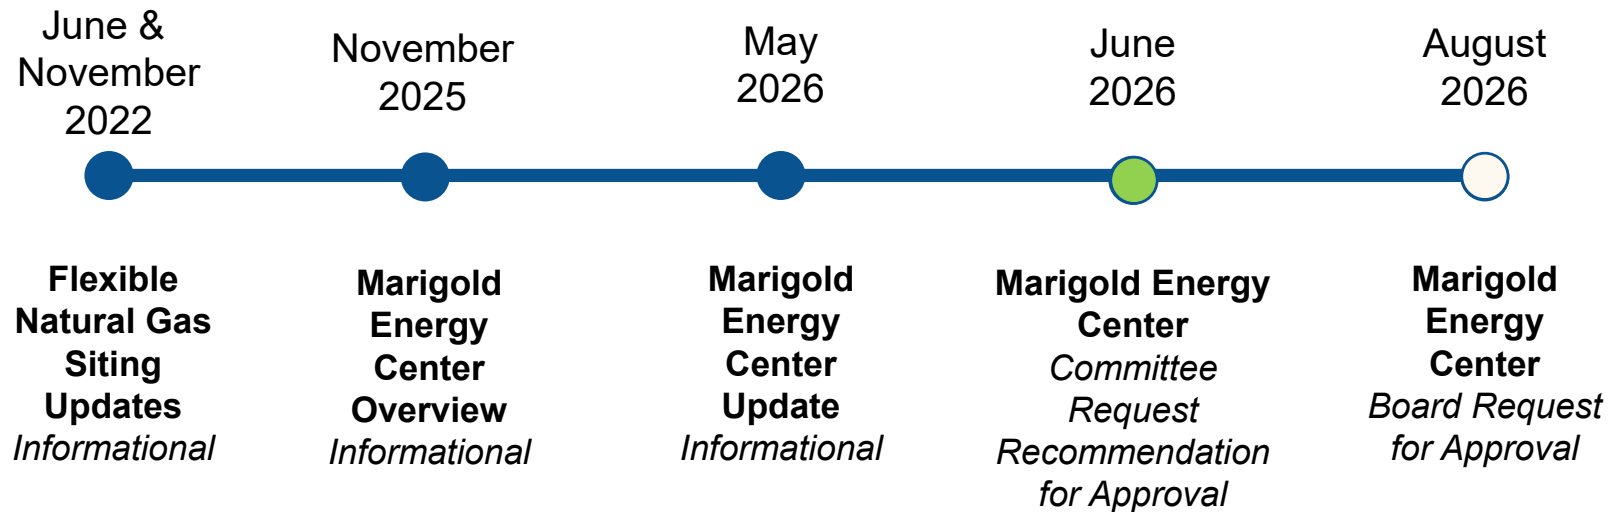 June &
November
2022
November
2025
May
2026
June
2026
August
2026
Flexible
Natural Gas
Siting
Updates
Informational
Marigold
Energy
Center
Overview
Informational
Marigold
Energy
Center
Update
Informational
Marigold Energy
Center
Committee
Request
Recommendation
for Approval
Marigold
Energy
Center
Board Request
for Approval